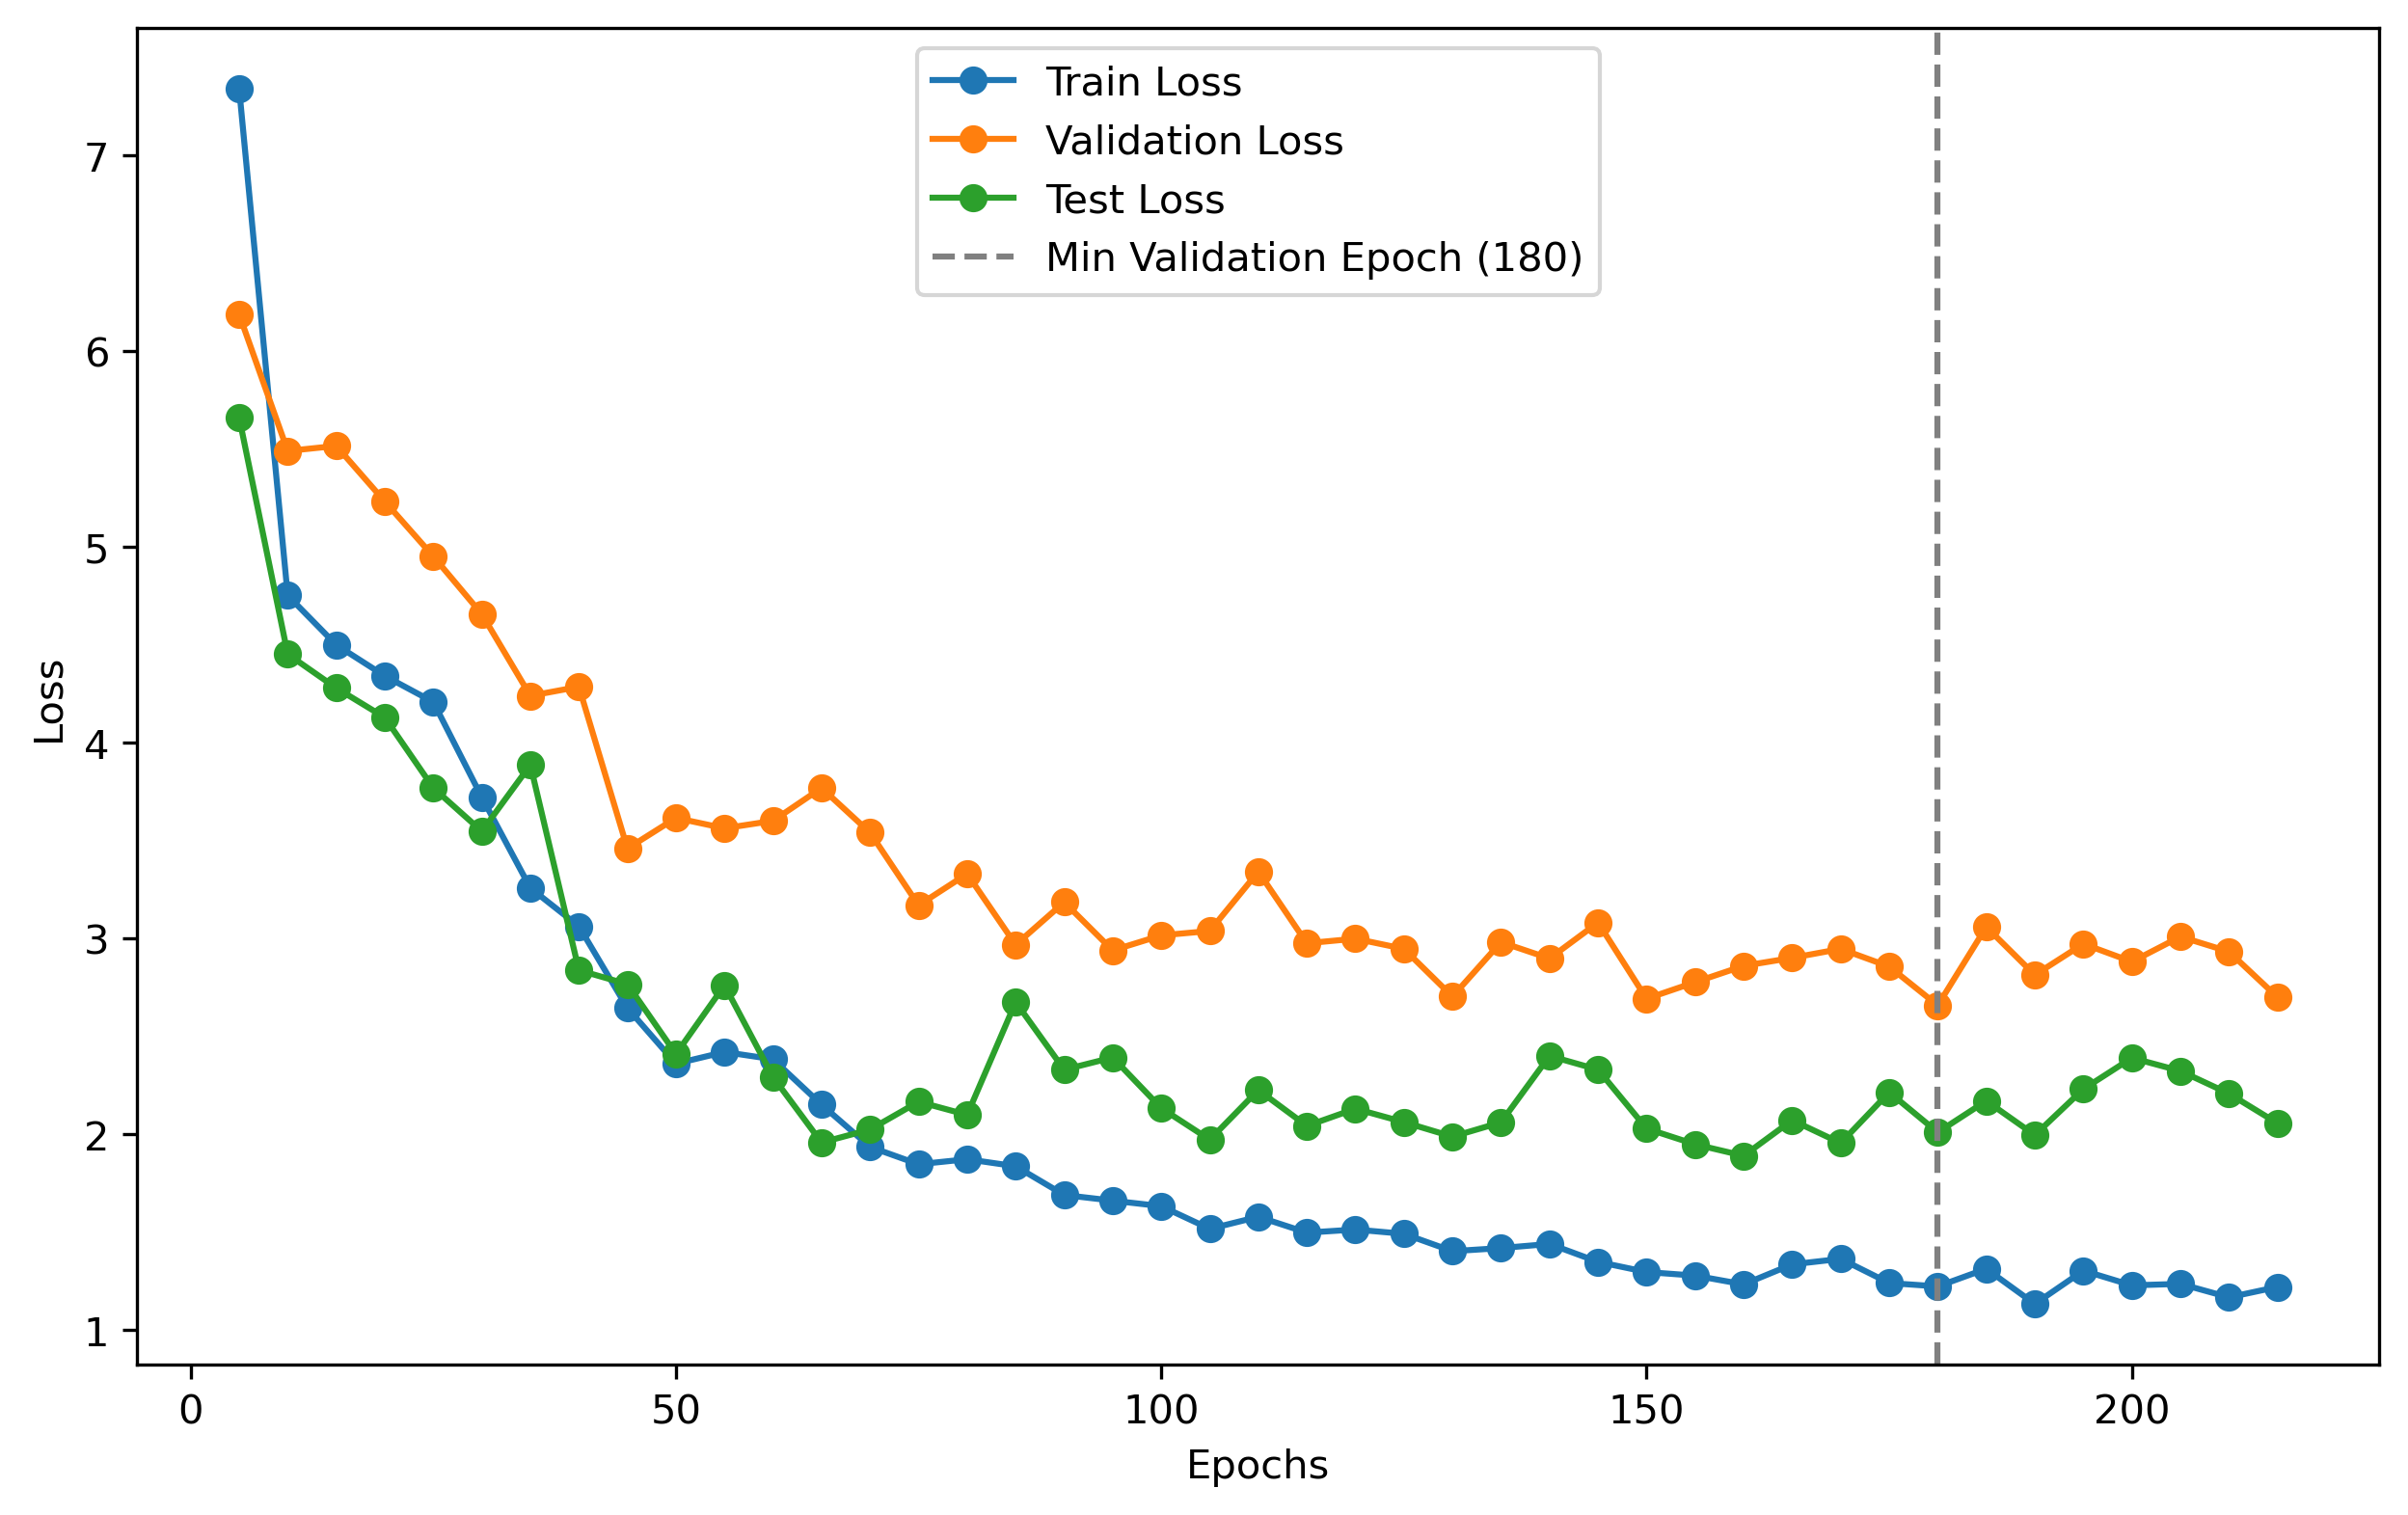 Train Loss
Validation Loss
Test Loss
Min Validation Epoch (180)
7
6
5
4
3
2
1
Loss
0 50 100 150 200
Epochs